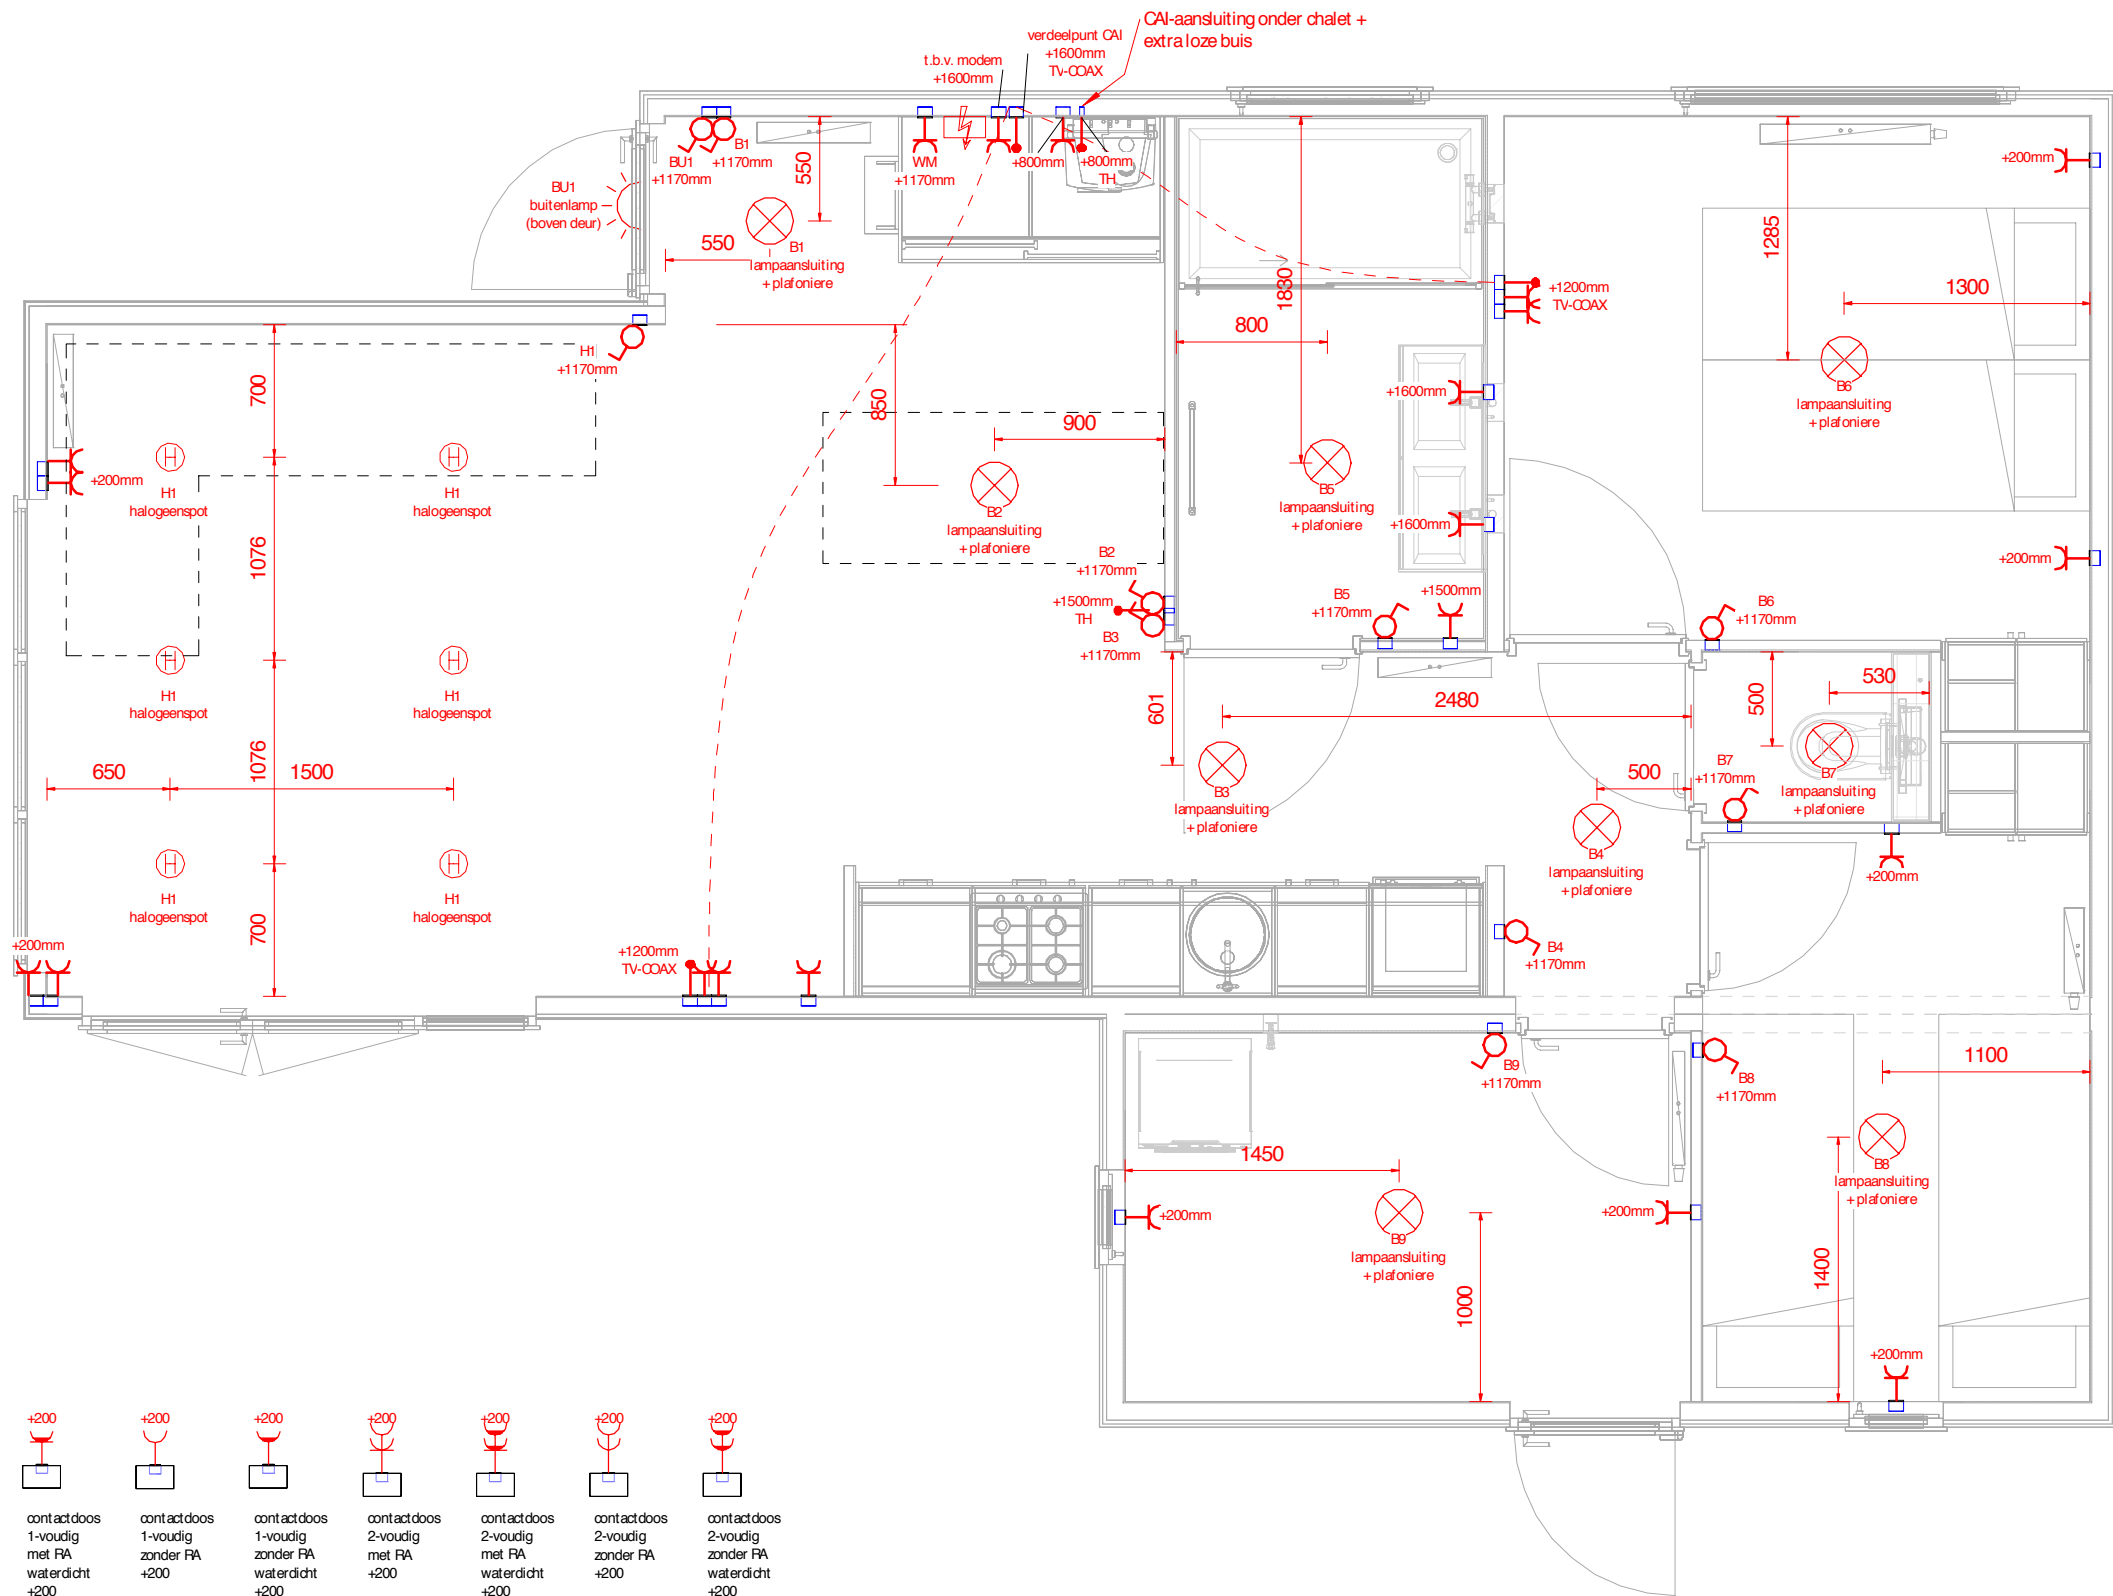 CAI-aansluiting onder chalet +
extra loze buis
verdeelpunt CAI
+1600mm
TV-COAX
t.b.v. modem
+1600mm
BU1
+1170mm
B1
+1170mm
550
WM
+1170mm
+800mm
+800mm
TH
BU1
buitenlamp
(boven deur)
550
B1
lampaansluiting
+ plafoniere
1830
+1200mm
TV-COAX
+200mm
1285
1300
H1
+1170mm
700
850
900
800
+1600mm
B6
lampaansluiting
+ plafoniere
+200mm
H1
halogeenspot
H1
halogeenspot
B2
lampaansluiting
+ plafoniere
B5
lampaansluiting
+ plafoniere
+1600mm
1076
B2
+1170mm
+1500mm
TH
B3
+1170mm
B5
+1170mm
+1500mm
B6
+1170mm
+200mm
H1
halogeenspot
H1
halogeenspot
601
2480
500
530
1076
650
1500
B3
lampaansluiting
+ plafoniere
500
B7
+1170mm
B7
lampaansluiting
+ plafoniere
B4
lampaansluiting
+ plafoniere
+200mm
H1
halogeenspot
H1
halogeenspot
700
+200mm
+1200mm
TV-COAX
B4
+1170mm
B9
+1170mm
B8
+1170mm
1100
1450
B8
lampaansluiting
+ plafoniere
+200mm
B9
lampaansluiting
+ plafoniere
+200mm
1000
1400
+200mm
+200
+200
+200
+200
+200
+200
+200
contactdoos
1-voudig
met RA
waterdicht
+200
contactdoos
1-voudig
zonder RA
+200
contactdoos
1-voudig
zonder RA
waterdicht
+200
contactdoos
2-voudig
met RA
+200
contactdoos
2-voudig
met RA
waterdicht
+200
contactdoos
2-voudig
zonder RA
+200
contactdoos
2-voudig
zonder RA
waterdicht
+200